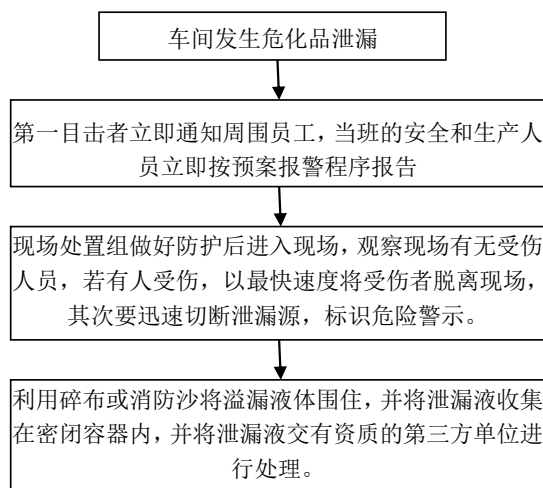 车间发生危化品泄漏
第一目击者立即通知周围员工，当班的安全和生产人
员立即按预案报警程序报告
现场处置组做好防护后进入现场，观察现场有无受伤
人员，若有人受伤，以最快速度将受伤者脱离现场，
其次要迅速切断泄漏源，标识危险警示。
利用碎布或消防沙将溢漏液体围住，并将泄漏液收集
在密闭容器内，并将泄漏液交有资质的第三方单位进
行处理。